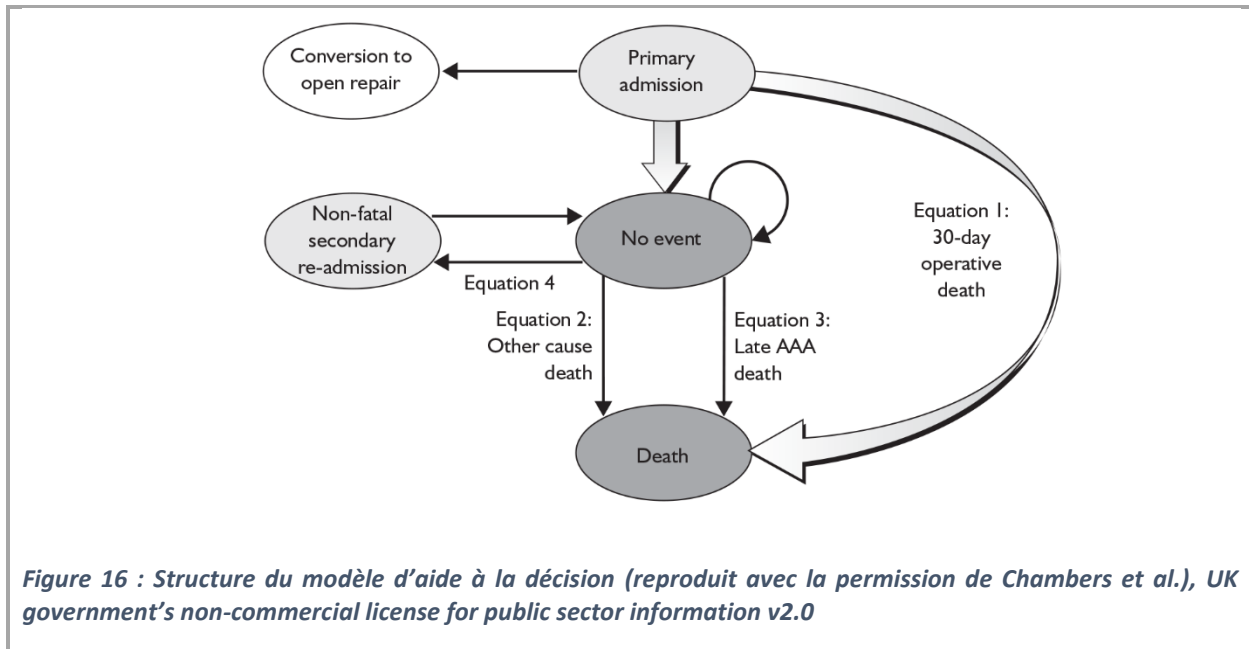 Conversion to
open repair
Primary
admission
Non-fatal
secondary
re-admission
No event
Equation 1:
30-day
operative
death
Equation 4
Equation 2:
Other cause
death
Equation 3:
Late AAA
death
Death
Figure 16 : Structure du modèle d’aide à la décision (reproduit avec la permission de Chambers et al.), UK
government’s non-commercial license for public sector information v2.0